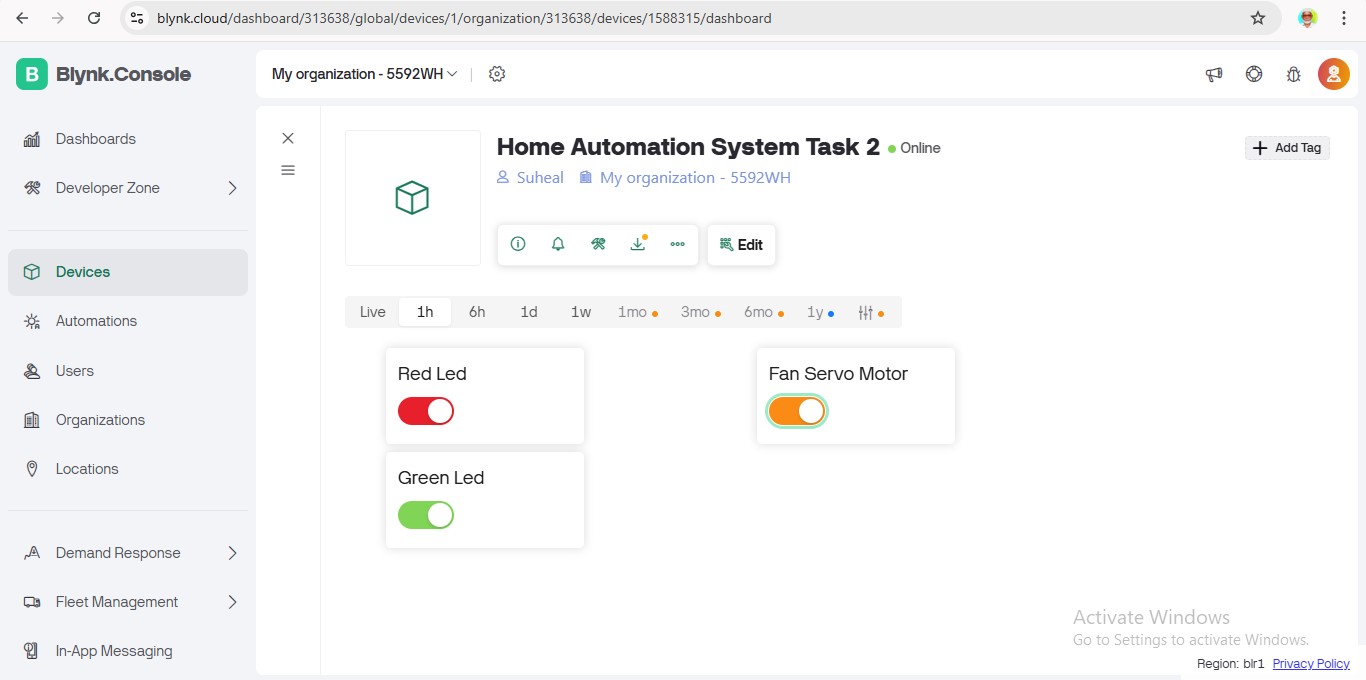 blynk.cloud/dashboard/313638/global/devices/1/organization/313638/devices/1588315/dashboard
B Blynk.Console
My organization - 5592WH
Dashboards
Developer Zone
Devices
Automations
Users
Organizations
Locations
Demand Response
Fleet Management
In-App Messaging
Home Automation System Task 2 Online
Add Tag
Suheal My organization - 5592WH
Edit
Live 1h 6h 1d 1w 1mo 3mo 6mo 1y
Red Led
Fan Servo Motor
Green Led
Activate Windows
Go to Settings to activate Windows.
Region: blr1 Privacy Policy